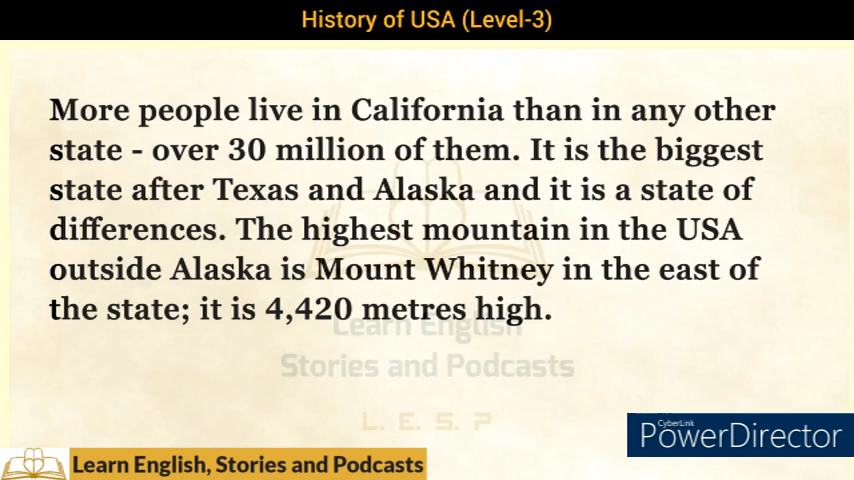 History of USA (Level-3)
More people live in California than in any other
state - over 30 million of them. It is the biggest
state after Texas and Alaska and it is a state of
differences. The highest mountain in the USA
outside Alaska is Mount Whitney in the east of
the state; it is 4,420 metres high.
Learn English
Stories and Podcasts
L. E. S. P
CyberLink
PowerDirector
Learn English, Stories and Podcasts